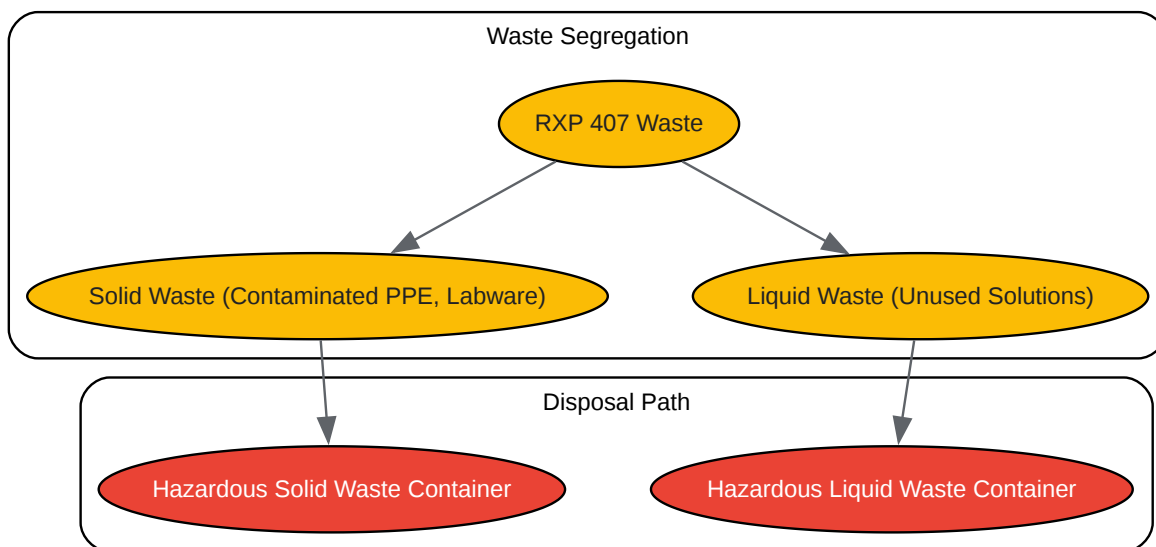 Waste Segregation
RXP 407 Waste
Solid Waste (Contaminated PPE, Labware)
Liquid Waste (Unused Solutions)
Disposal Path
Hazardous Solid Waste Container
Hazardous Liquid Waste Container